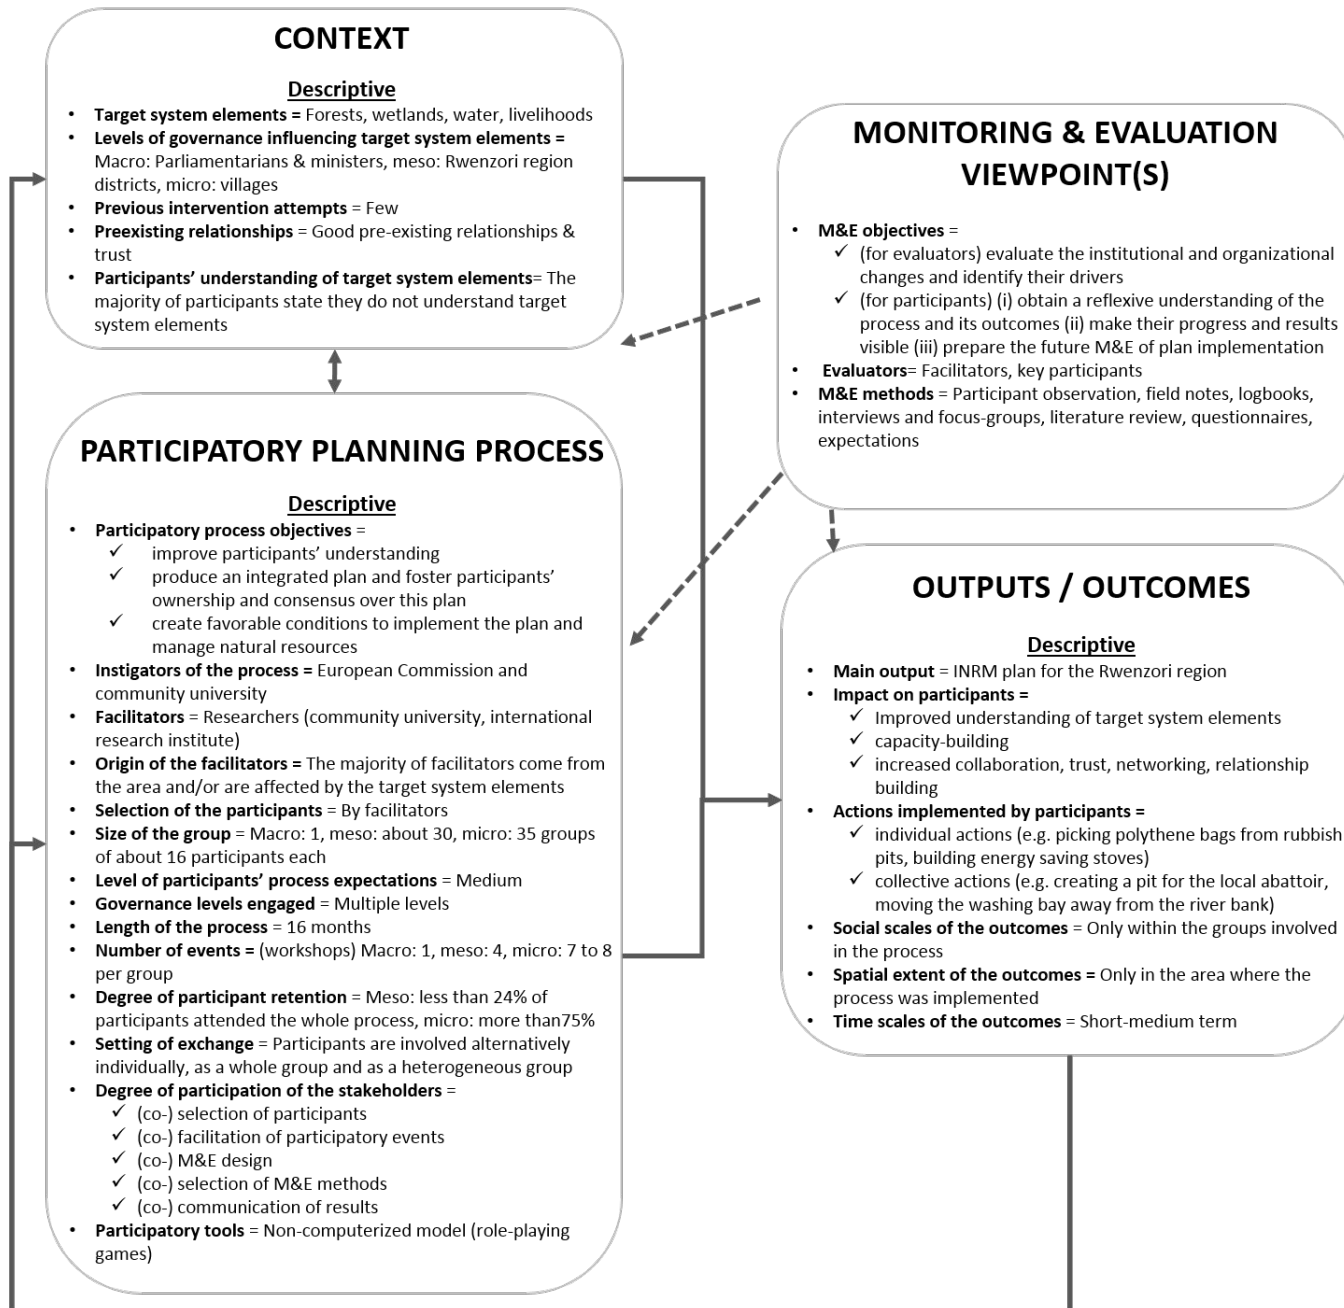 CONTEXT
Descriptive
• Target system elements = Forests, wetlands, water, livelihoods
• Levels of governance influencing target system elements =
Macro: Parliamentarians & ministers, meso: Rwenzori region
districts, micro: villages
• Previous intervention attempts = Few
• Preexisting relationships = Good pre-existing relationships &
trust
• Participants' understanding of target system elements= The
majority of participants state they do not understand target
system elements
PARTICIPATORY PLANNING PROCESS
Descriptive
• Participatory process objectives =
✓ improve participants' understanding
✓ produce an integrated plan and foster participants'
ownership and consensus over this plan
✓ create favorable conditions to implement the plan and
manage natural resources
• Instigators of the process = European Commission and
community university
• Facilitators = Researchers (community university, international
research institute)
• Origin of the facilitators = The majority of facilitators come from
the area and/or are affected by the target system elements
• Selection of the participants = By facilitators
• Size of the group = Macro: 1, meso: about 30, micro: 35 groups
of about 16 participants each
• Level of participants' process expectations = Medium
• Governance levels engaged = Multiple levels
• Length of the process = 16 months
• Number of events = (workshops) Macro: 1, meso: 4, micro: 7 to 8
per group
• Degree of participant retention = Meso: less than 24% of
participants attended the whole process, micro: more than75%
• Setting of exchange = Participants are involved alternatively
individually, as a whole group and as a heterogeneous group
• Degree of participation of the stakeholders =
✓ (co-) selection of participants
✓ (co-) facilitation of participatory events
✓ (co-) M&E design
✓ (co-) selection of M&E methods
✓ (co-) communication of results
• Participatory tools = Non-computerized model (role-playing
games)
MONITORING & EVALUATION
VIEWPOINT(S)
• M&E objectives =
✓ (for evaluators) evaluate the institutional and organizational
changes and identify their drivers
✓ (for participants) (i) obtain a reflexive understanding of the
process and its outcomes (ii) make their progress and results
visible (iii) prepare the future M&E of plan implementation
• Evaluators= Facilitators, key participants
• M&E methods = Participant observation, field notes, logbooks,
interviews and focus-groups, literature review, questionnaires,
expectations
OUTPUTS / OUTCOMES
Descriptive
• Main output = INRM plan for the Rwenzori region
• Impact on participants =
✓ Improved understanding of target system elements
✓ capacity-building
✓ increased collaboration, trust, networking, relationship
building
• Actions implemented by participants =
✓ individual actions (e.g. picking polythene bags from rubbish
pits, building energy saving stoves)
✓ collective actions (e.g. creating a pit for the local abattoir,
moving the washing bay away from the river bank)
• Social scales of the outcomes = Only within the groups involved
in the process
• Spatial extent of the outcomes = Only in the area where the
process was implemented
• Time scales of the outcomes = Short-medium term